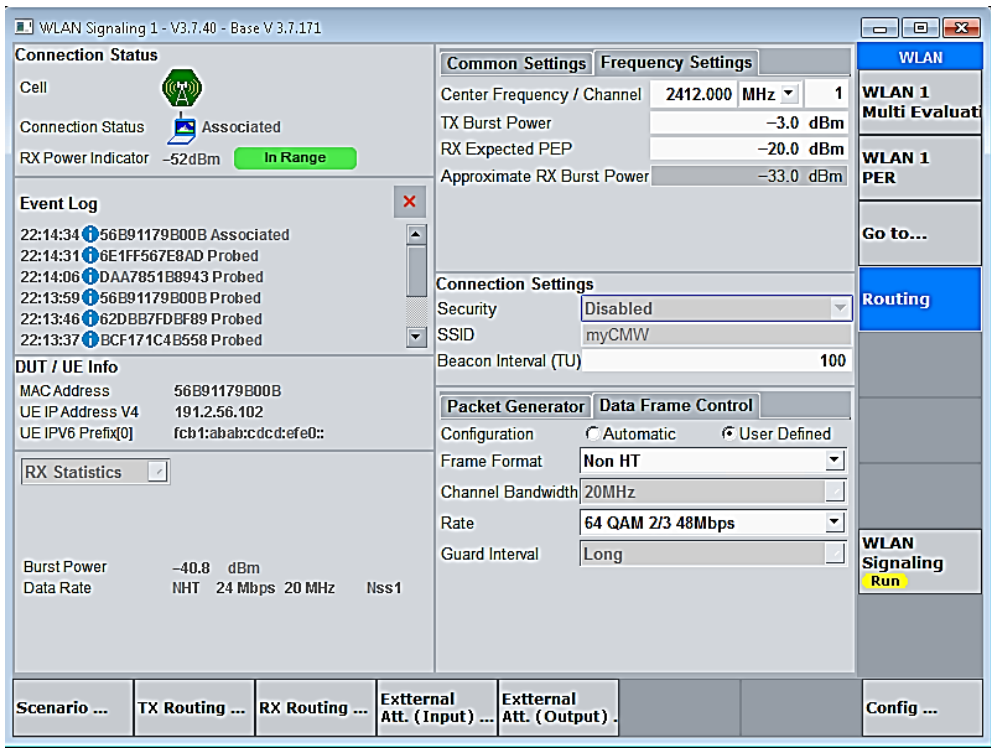 WLAN Signaling 1 - V3.7.40 - Base V 3.7.171
Connection Status
Cell
Connection Status Associated
RX Power Indicator -52dBm In Range
Event Log
22:14:34 56B91179B00B Associated
22:14:31 6E1FF567E8AD Probed
22:14:06 DAA7851B8943 Probed
22:13:59 56B91179B00B Probed
22:13:46 62DBB7FDBF89 Probed
22:13:37 BCF171C4B558 Probed
DUT / UE Info
MAC Address 56B91179B00B
UE IP Address V4 191.2.56.102
UE IPV6 Prefix[0] fcb1:abab:cdcd:efe0::
RX Statistics
Burst Power -40.8 dBm
Data Rate NHT 24 Mbps 20 MHz Nss1
Common Settings Frequency Settings
Center Frequency / Channel 2412.000 MHz 1
TX Burst Power -3.0 dBm
RX Expected PEP -20.0 dBm
Approximate RX Burst Power -33.0 dBm
Connection Settings
Security Disabled
SSID myCMW
Beacon Interval (TU) 100
Packet Generator Data Frame Control
Configuration Automatic User Defined
Frame Format Non HT
Channel Bandwidth 20MHz
Rate 64 QAM 2/3 48Mbps
Guard Interval Long
WLAN
WLAN 1
Multi Evaluati
WLAN 1
PER
Go to...
Routing
WLAN
Signaling
Run
Scenario ...
TX Routing ...
RX Routing ...
Extternal
Att. (Input) ...
Extternal
Att. (Output) .
Config ...